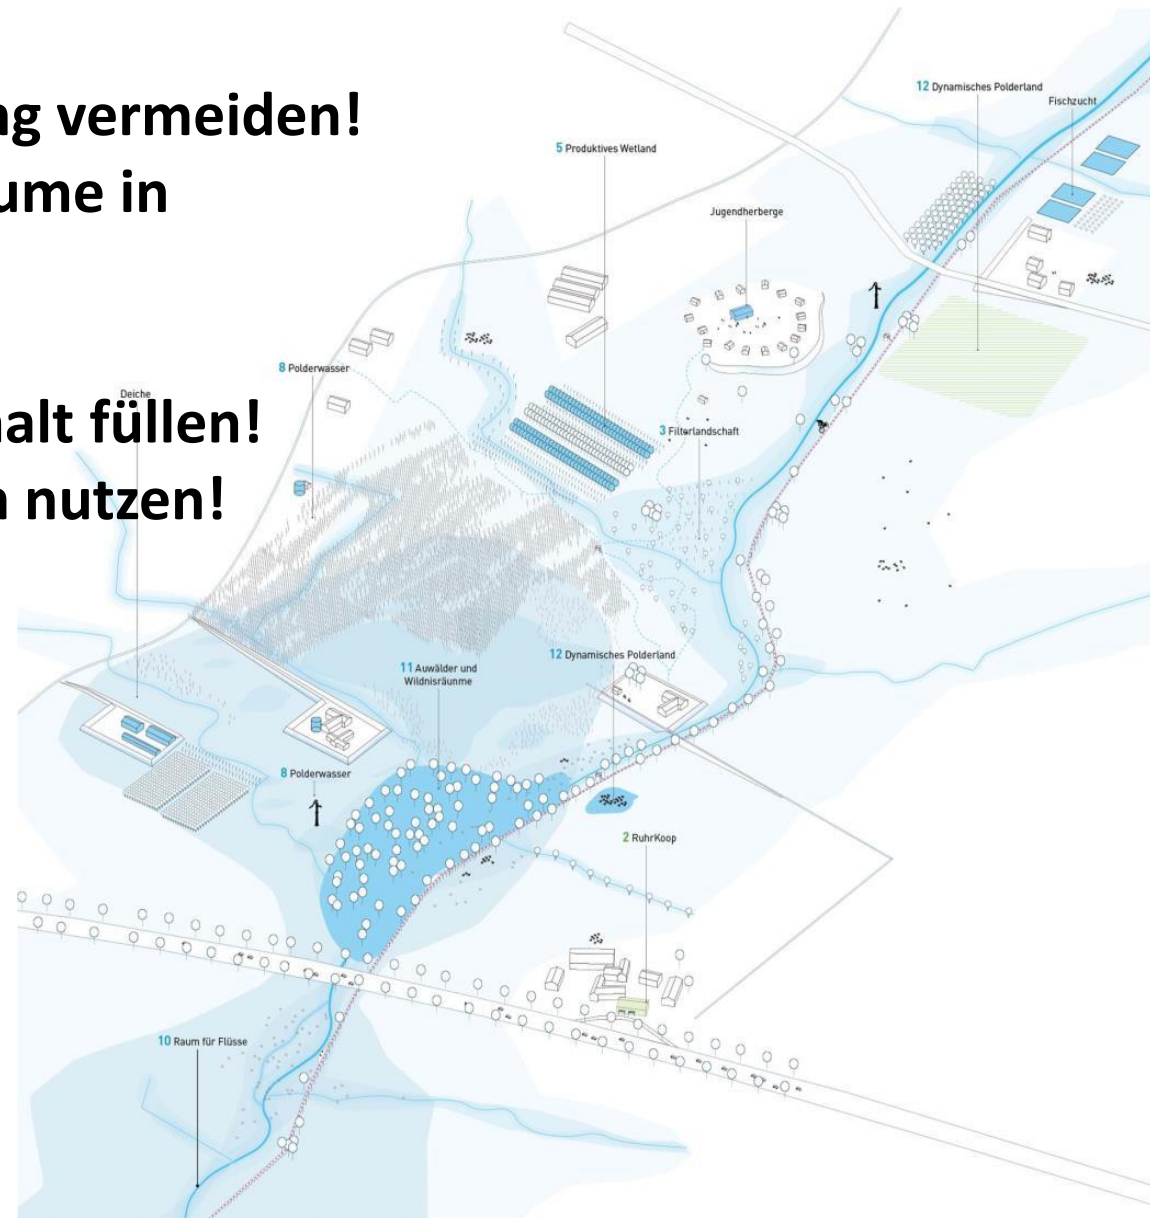 ng vermeiden!
ume in
alt füllen!
n nutzen!
12 Dynamisches Polderland
Fischzucht
5 Produktives Wetland
Jugendherberge
8 Polderwasser
Deiche
3 Filterlandschaft
12 Dynamisches Polderland
11 Auwälder und
Wildnisräunme
8 Polderwasser
2 RuhrKoop
10 Raum für Flüsse